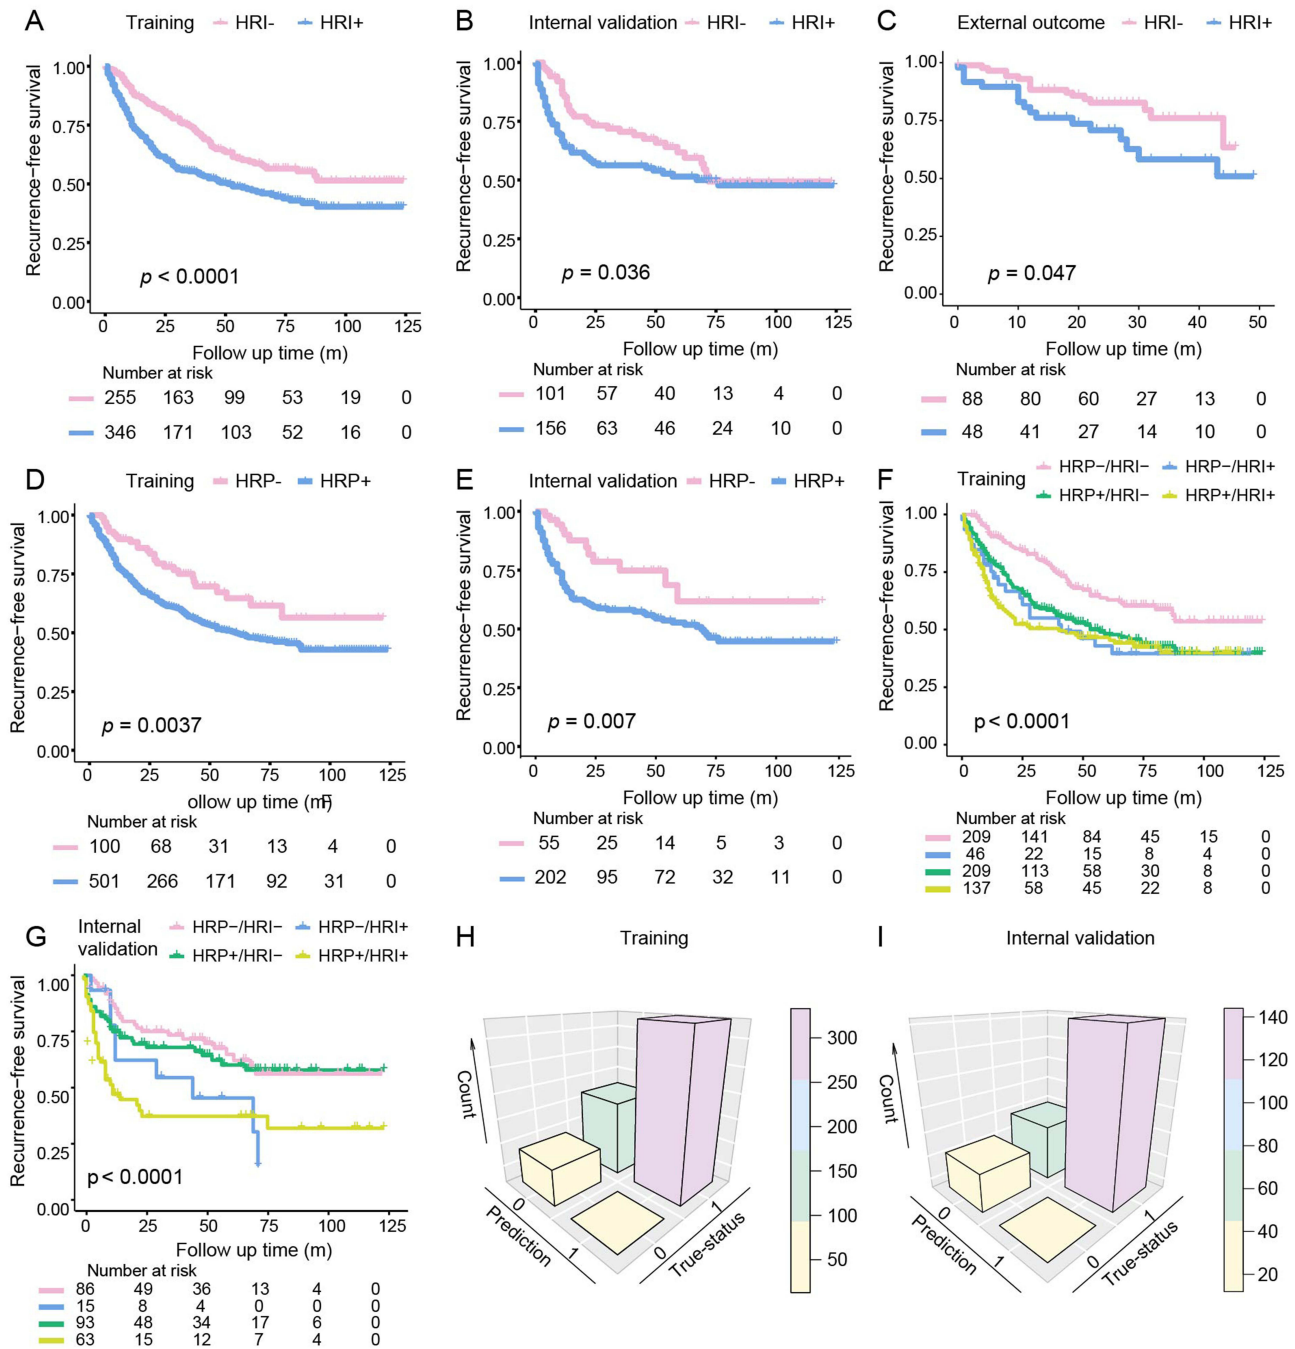 A Training HRI- HRI+
Recurrence−free survival
1.00
0.75
0.50
0.25
0.00
p < 0.0001
0 25 50 75 100 125
Follow up time (m)
Number at risk
255 163 99 53 19 0
346 171 103 52 16 0
B Internal validation HRI- HRI+
Recurrence−free survival
1.00
0.75
0.50
0.25
0.00
p = 0.036
0 25 50 75 100 125
Follow up time (m)
Number at risk
101 57 40 13 4 0
156 63 46 24 10 0
C External outcome HRI- HRI+
Recurrence−free survival
1.00
0.75
0.50
0.25
0.00
p = 0.047
0 10 20 30 40 50
Follow up time (m)
Number at risk
88 80 60 27 13 0
48 41 27 14 10 0
D Training HRP- HRP+
Recurrence−free survival
1.00
0.75
0.50
0.25
0.00
p = 0.0037
0 25 50 75 100 125
ollow up time (m)F
Number at risk
100 68 31 13 4 0
501 266 171 92 31 0
E Internal validation HRP- HRP+
Recurrence−free survival
1.00
0.75
0.50
0.25
0.00
p = 0.007
0 25 50 75 100 125
Follow up time (m)
Number at risk
55 25 14 5 3 0
202 95 72 32 11 0
F Training
HRP−/HRI− HRP−/HRI+
HRP+/HRI− HRP+/HRI+
Recurrence−free survival
1.00
0.75
0.50
0.25
0.00
p < 0.0001
0 25 50 75 100 125
Follow up time (m)
Number at risk
209 141 84 45 15 0
46 22 15 8 4 0
209 113 58 30 8 0
137 58 45 22 8 0
G Internal
validation
HRP−/HRI− HRP−/HRI+
HRP+/HRI− HRP+/HRI+
Recurrence−free survival
1.00
0.75
0.50
0.25
0.00
p < 0.0001
0 25 50 75 100 125
Follow up time (m)
Number at risk
86 49 36 13 4 0
15 8 4 0 0 0
93 48 34 17 6 0
63 15 12 7 4 0
H Training
Count
0
1
Prediction
0
1
True-status
300
250
200
150
100
50
I Internal validation
Count
0
1
Prediction
0
1
True-status
140
120
100
80
60
40
20